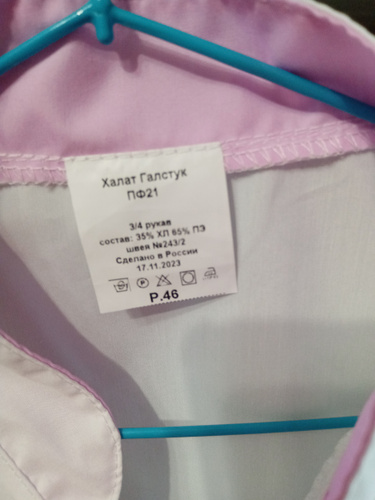 Халат Галстук
ПФ21
3/4 рукав
состав: 35% ХЛ 65% ПЭ
швея №243/2
Сделано в России
17.11.2023
Р.46